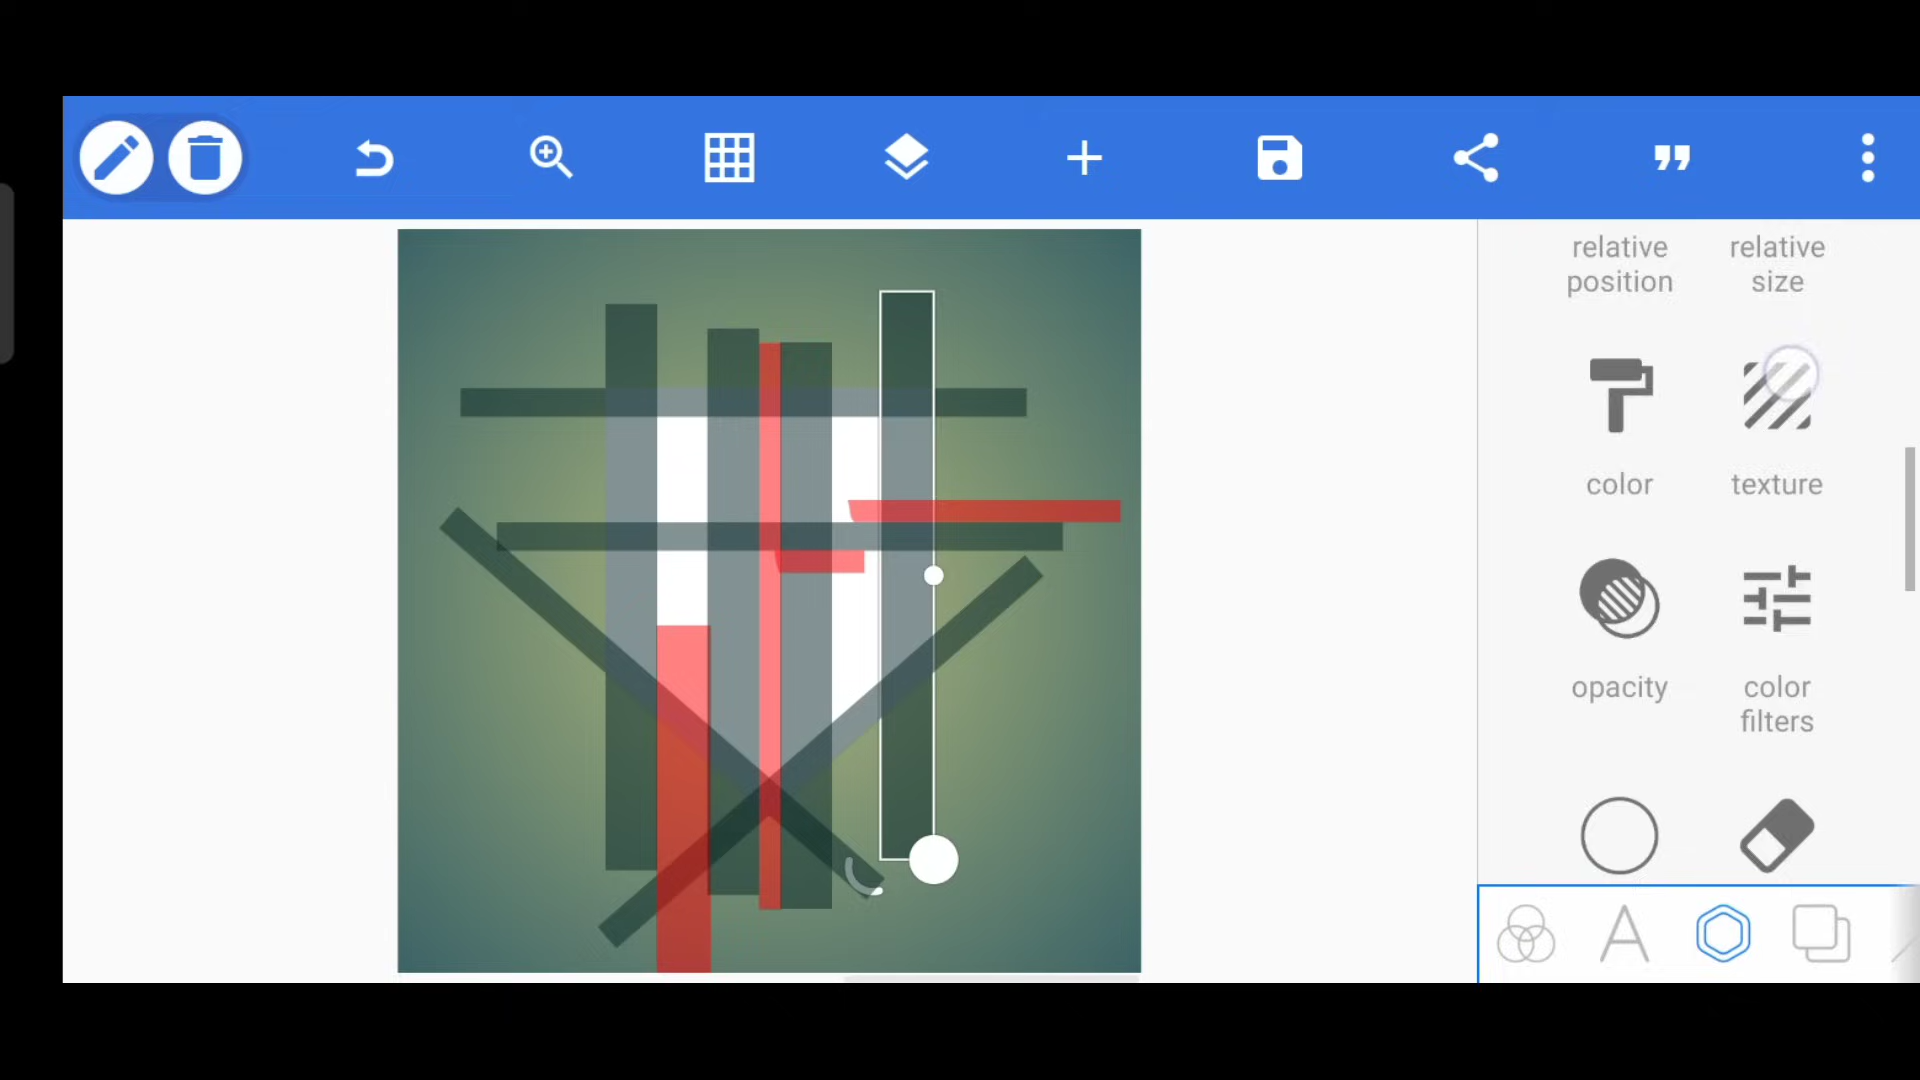 relative relative
position size
color texture
opacity color
filters